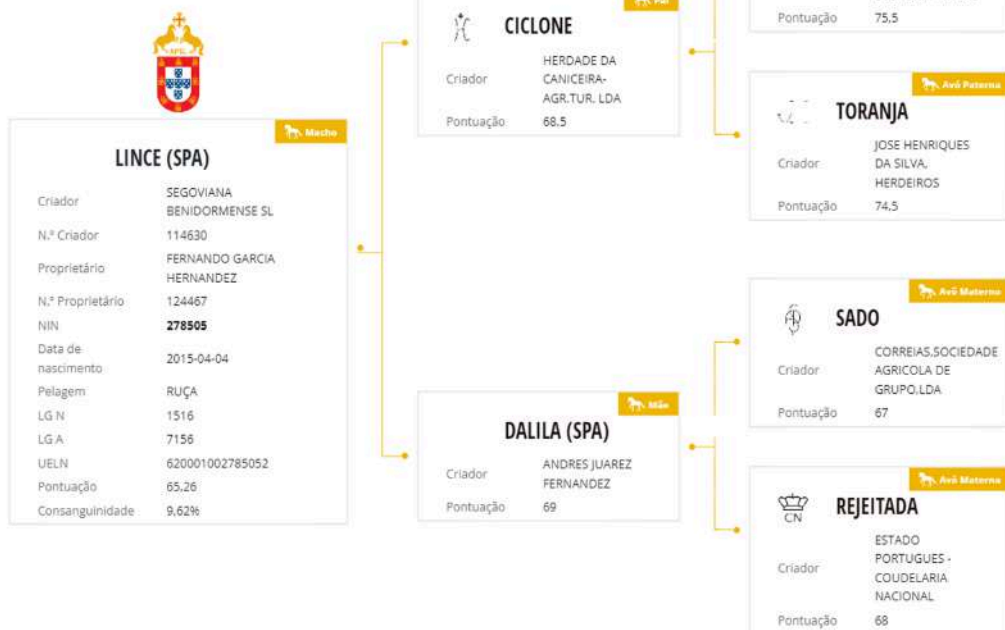 Macho
LINCE (SPA)
Criador
SEGOVIANA
BENIDORMENSE SL
N.º Criador 114630
Proprietário
FERNANDO GARCIA
HERNANDEZ
N.º Proprietário 124467
NIN 278505
Data de
nascimento
2015-04-04
Pelagem RUÇA
LG N 1516
LG A 7156
UELN 620001002785052
Pontuação 65,26
Consanguinidade 9,62%
Pai
CICLONE
Criador
HERDADE DA
CANICEIRA-
AGR.TUR. LDA
Pontuação 68.5
Mãe
DALILA (SPA)
Criador
ANDRES JUAREZ
FERNANDEZ
Pontuação 69
Pontuação 75,5
Avó Paterna
TORANJA
Criador
JOSE HENRIQUES
DA SILVA,
HERDEIROS
Pontuação 74,5
Avô Materno
SADO
Criador
CORREIAS,SOCIEDADE
AGRICOLA DE
GRUPO,LDA
Pontuação 67
Avó Materna
CN
REJEITADA
Criador
ESTADO
PORTUGUES -
COUDELARIA
NACIONAL
Pontuação 68